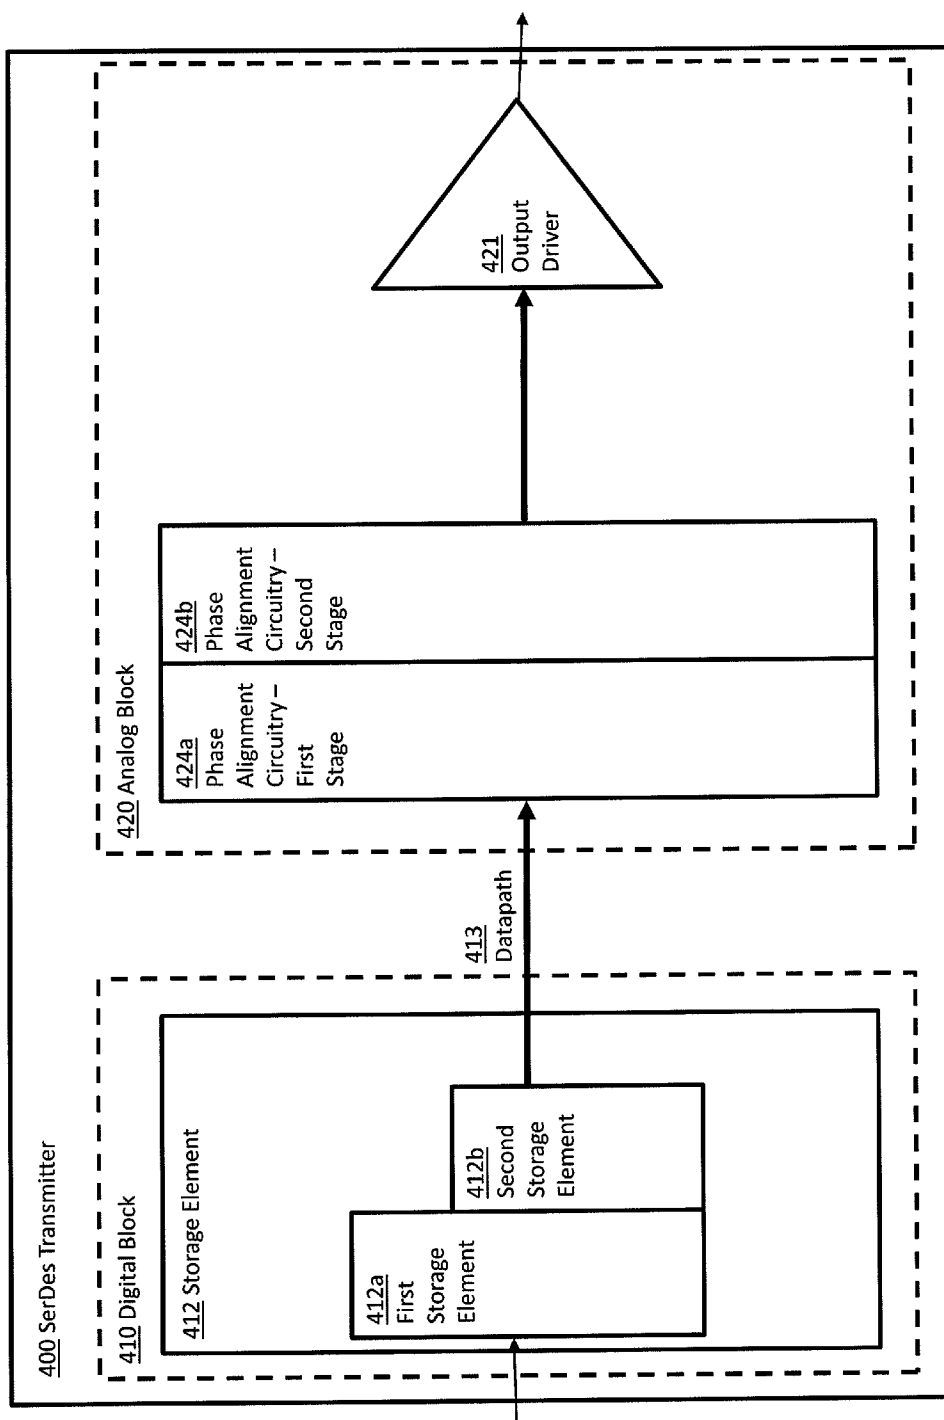 400 SerDes Transmitter
410 Digital Block
412 Storage Element
412a
First
Storage
Element
412b
Second
Storage
Element
413
Datapath
420 Analog Block
424a
Phase
Alignment
Circuitry–
First
Stage
424b
Phase
Alignment
Circuitry–
Second
Stage
421
Output
Driver